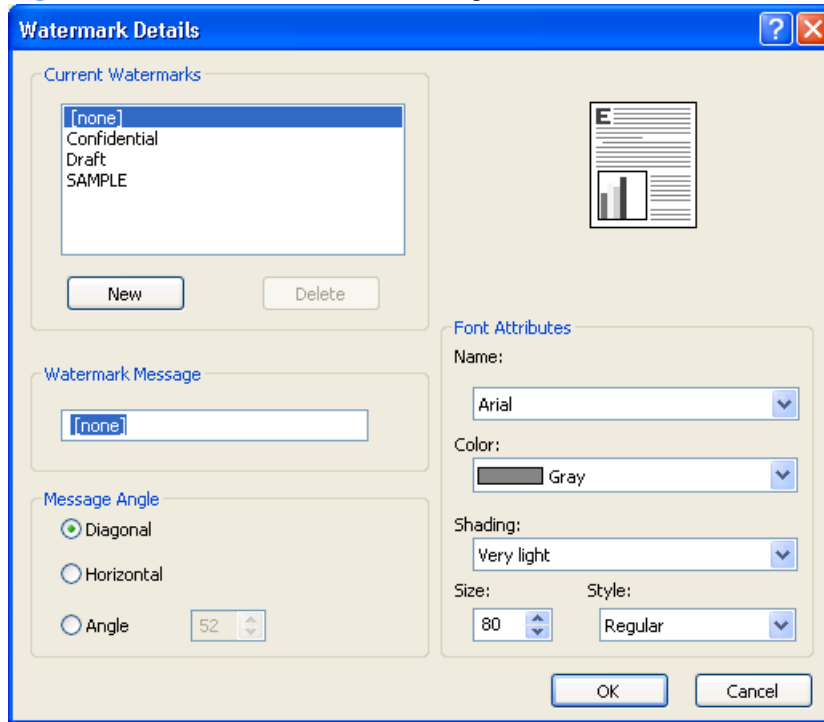 Watermark Details
Current Watermarks
[none]
Confidential
Draft
SAMPLE
New
Delete
E
Watermark Message
[none]
Message Angle
Diagonal
Horizontal
Angle
52
Font Attributes
Name:
Arial
Color:
Gray
Shading:
Very light
Size:
Style:
80
Regular
OK
Cancel